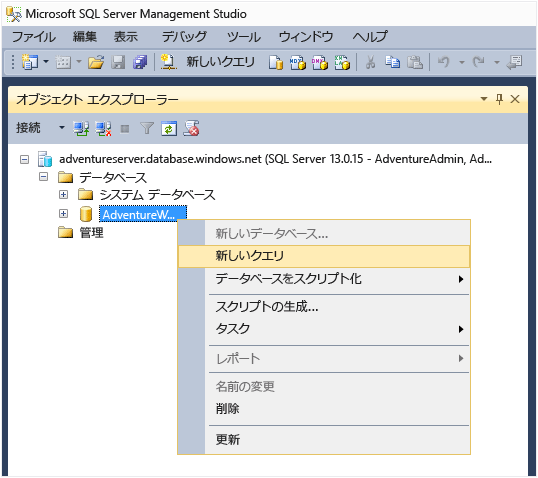 Microsoft SQL Server Management Studio
ファイル 編集 表示 デバッグ ツール ウィンドウ ヘルプ
新しいクエリ
オブジェクト エクスプローラー
接続
adventureserver.database.windows.net (SQL Server 13.0.15 - AdventureAdmin, Ad...
データベース
システム データベース
AdventureW...
管理
新しいデータベース...
新しいクエリ
データベースをスクリプト化
スクリプトの生成...
タスク
レポート
名前の変更
削除
更新